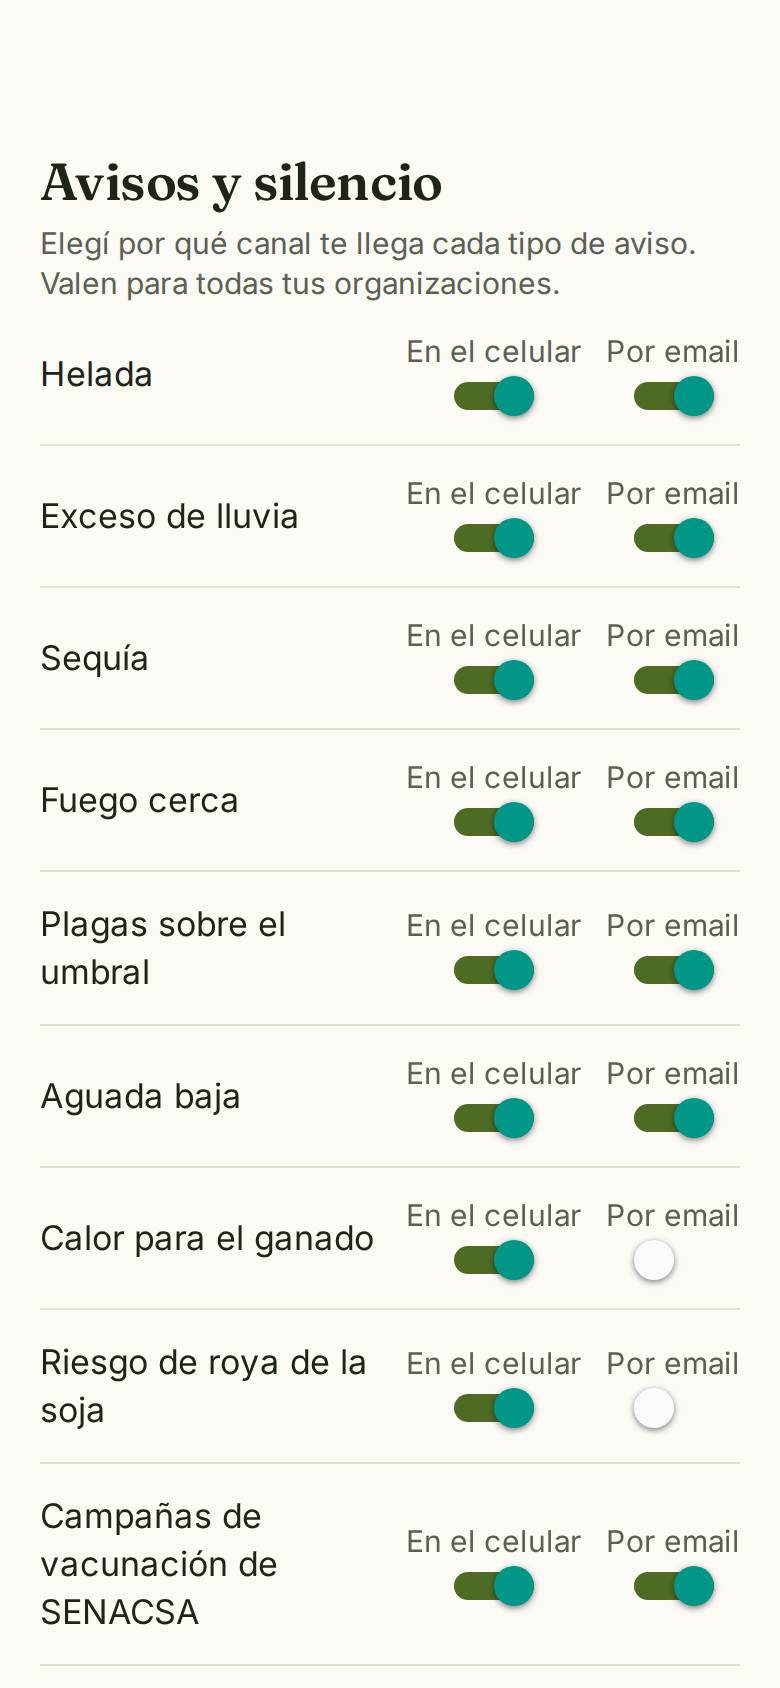 Avisos y silencio
Elegí por qué canal te llega cada tipo de aviso.
Valen para todas tus organizaciones.
Helada
En el celular Por email
Exceso de lluvia
En el celular Por email
Sequía
En el celular Por email
Fuego cerca
En el celular Por email
Plagas sobre el
umbral
En el celular Por email
Aguada baja
En el celular Por email
Calor para el ganado
En el celular Por email
Riesgo de roya de la
soja
En el celular Por email
Campañas de
vacunación de
SENACSA
En el celular Por email